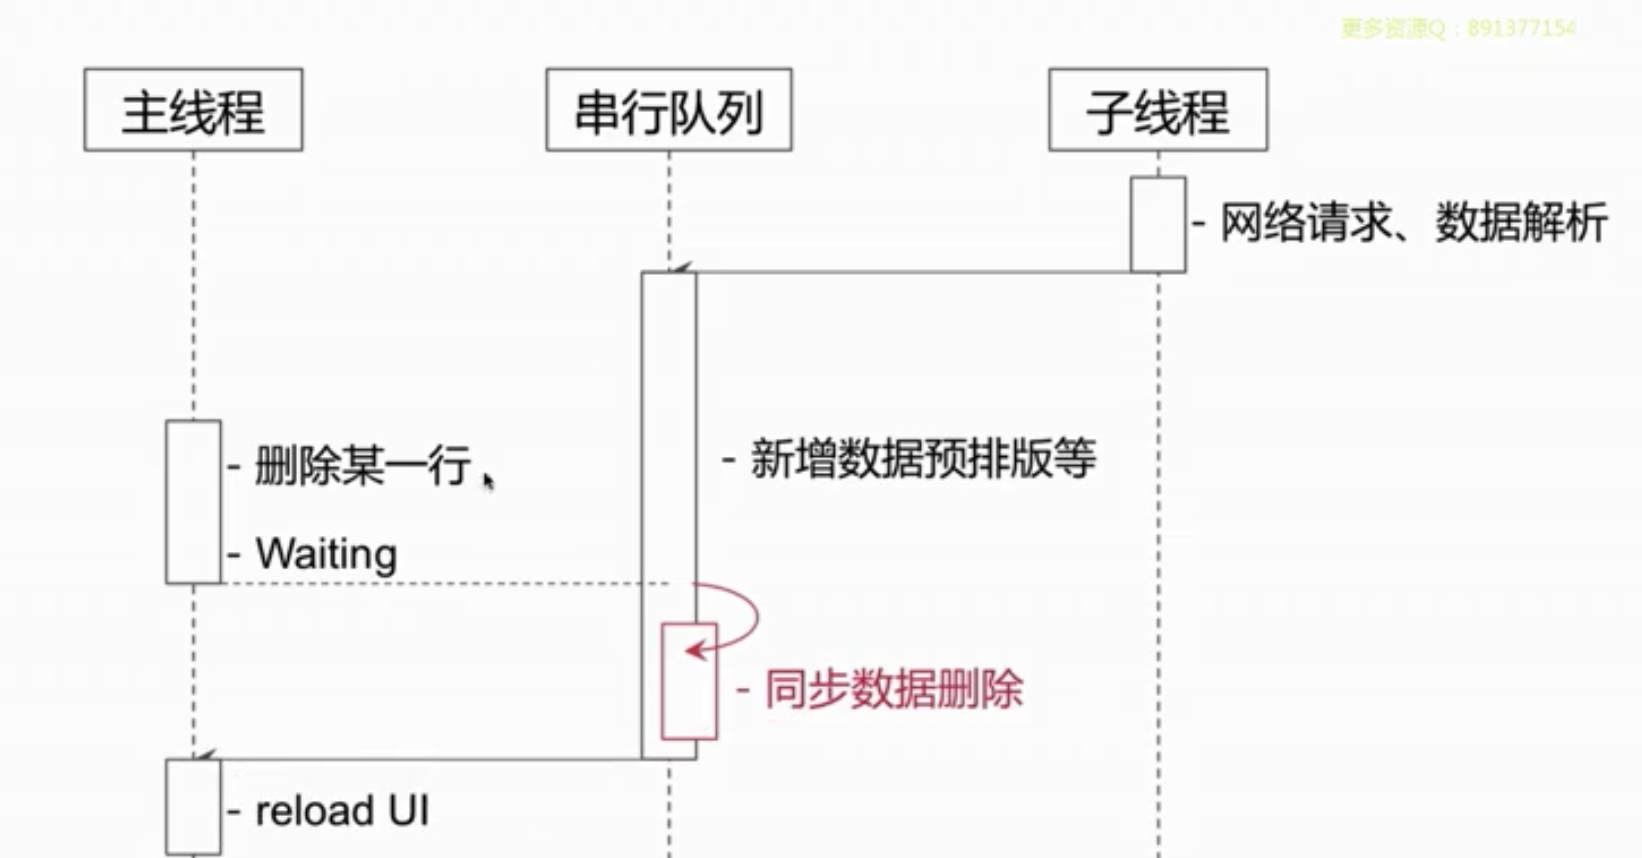 更多资源Q：891377154
主线程
串行队列
子线程
- 网络请求、数据解析
- 删除某一行
- 新增数据预排版等
- Waiting
- 同步数据删除
- reload UI